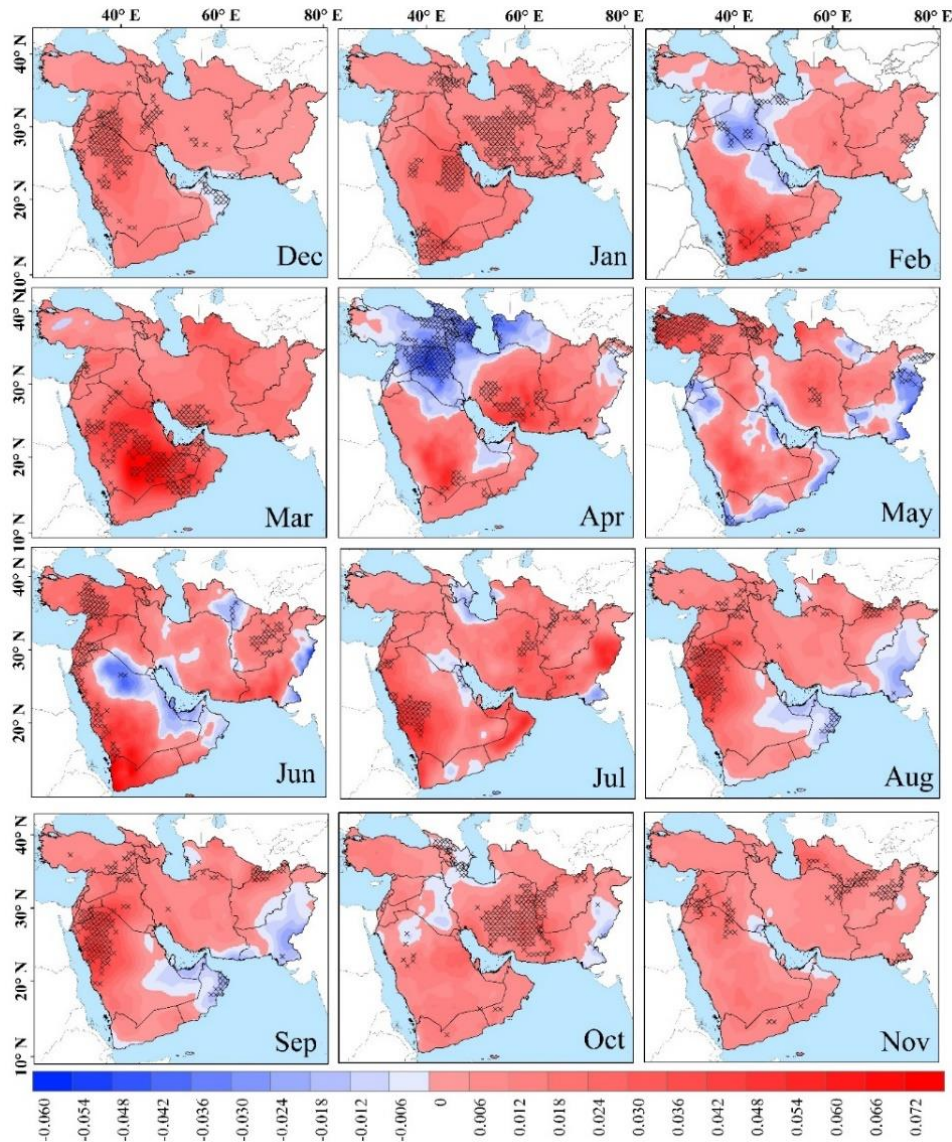 40° E 60° E 80° E 40° E 60° E 80° E 40° E 60° E 80° E
40° N
30° N
20° N
10° N
Dec Jan Feb
40° N
30° N
20° N
10° N
Mar Apr May
40° N
30° N
20° N
Jun Jul Aug
40° N
30° N
20° N
10° N
Sep Oct Nov
-0.060 -0.054 -0.048 -0.036 -0.030 -0.024 -0.018 -0.012 -0.006 0 0.006 0.012 0.018 0.024 0.030 0.036 0.042 0.048 0.054 0.060 0.066 0.072